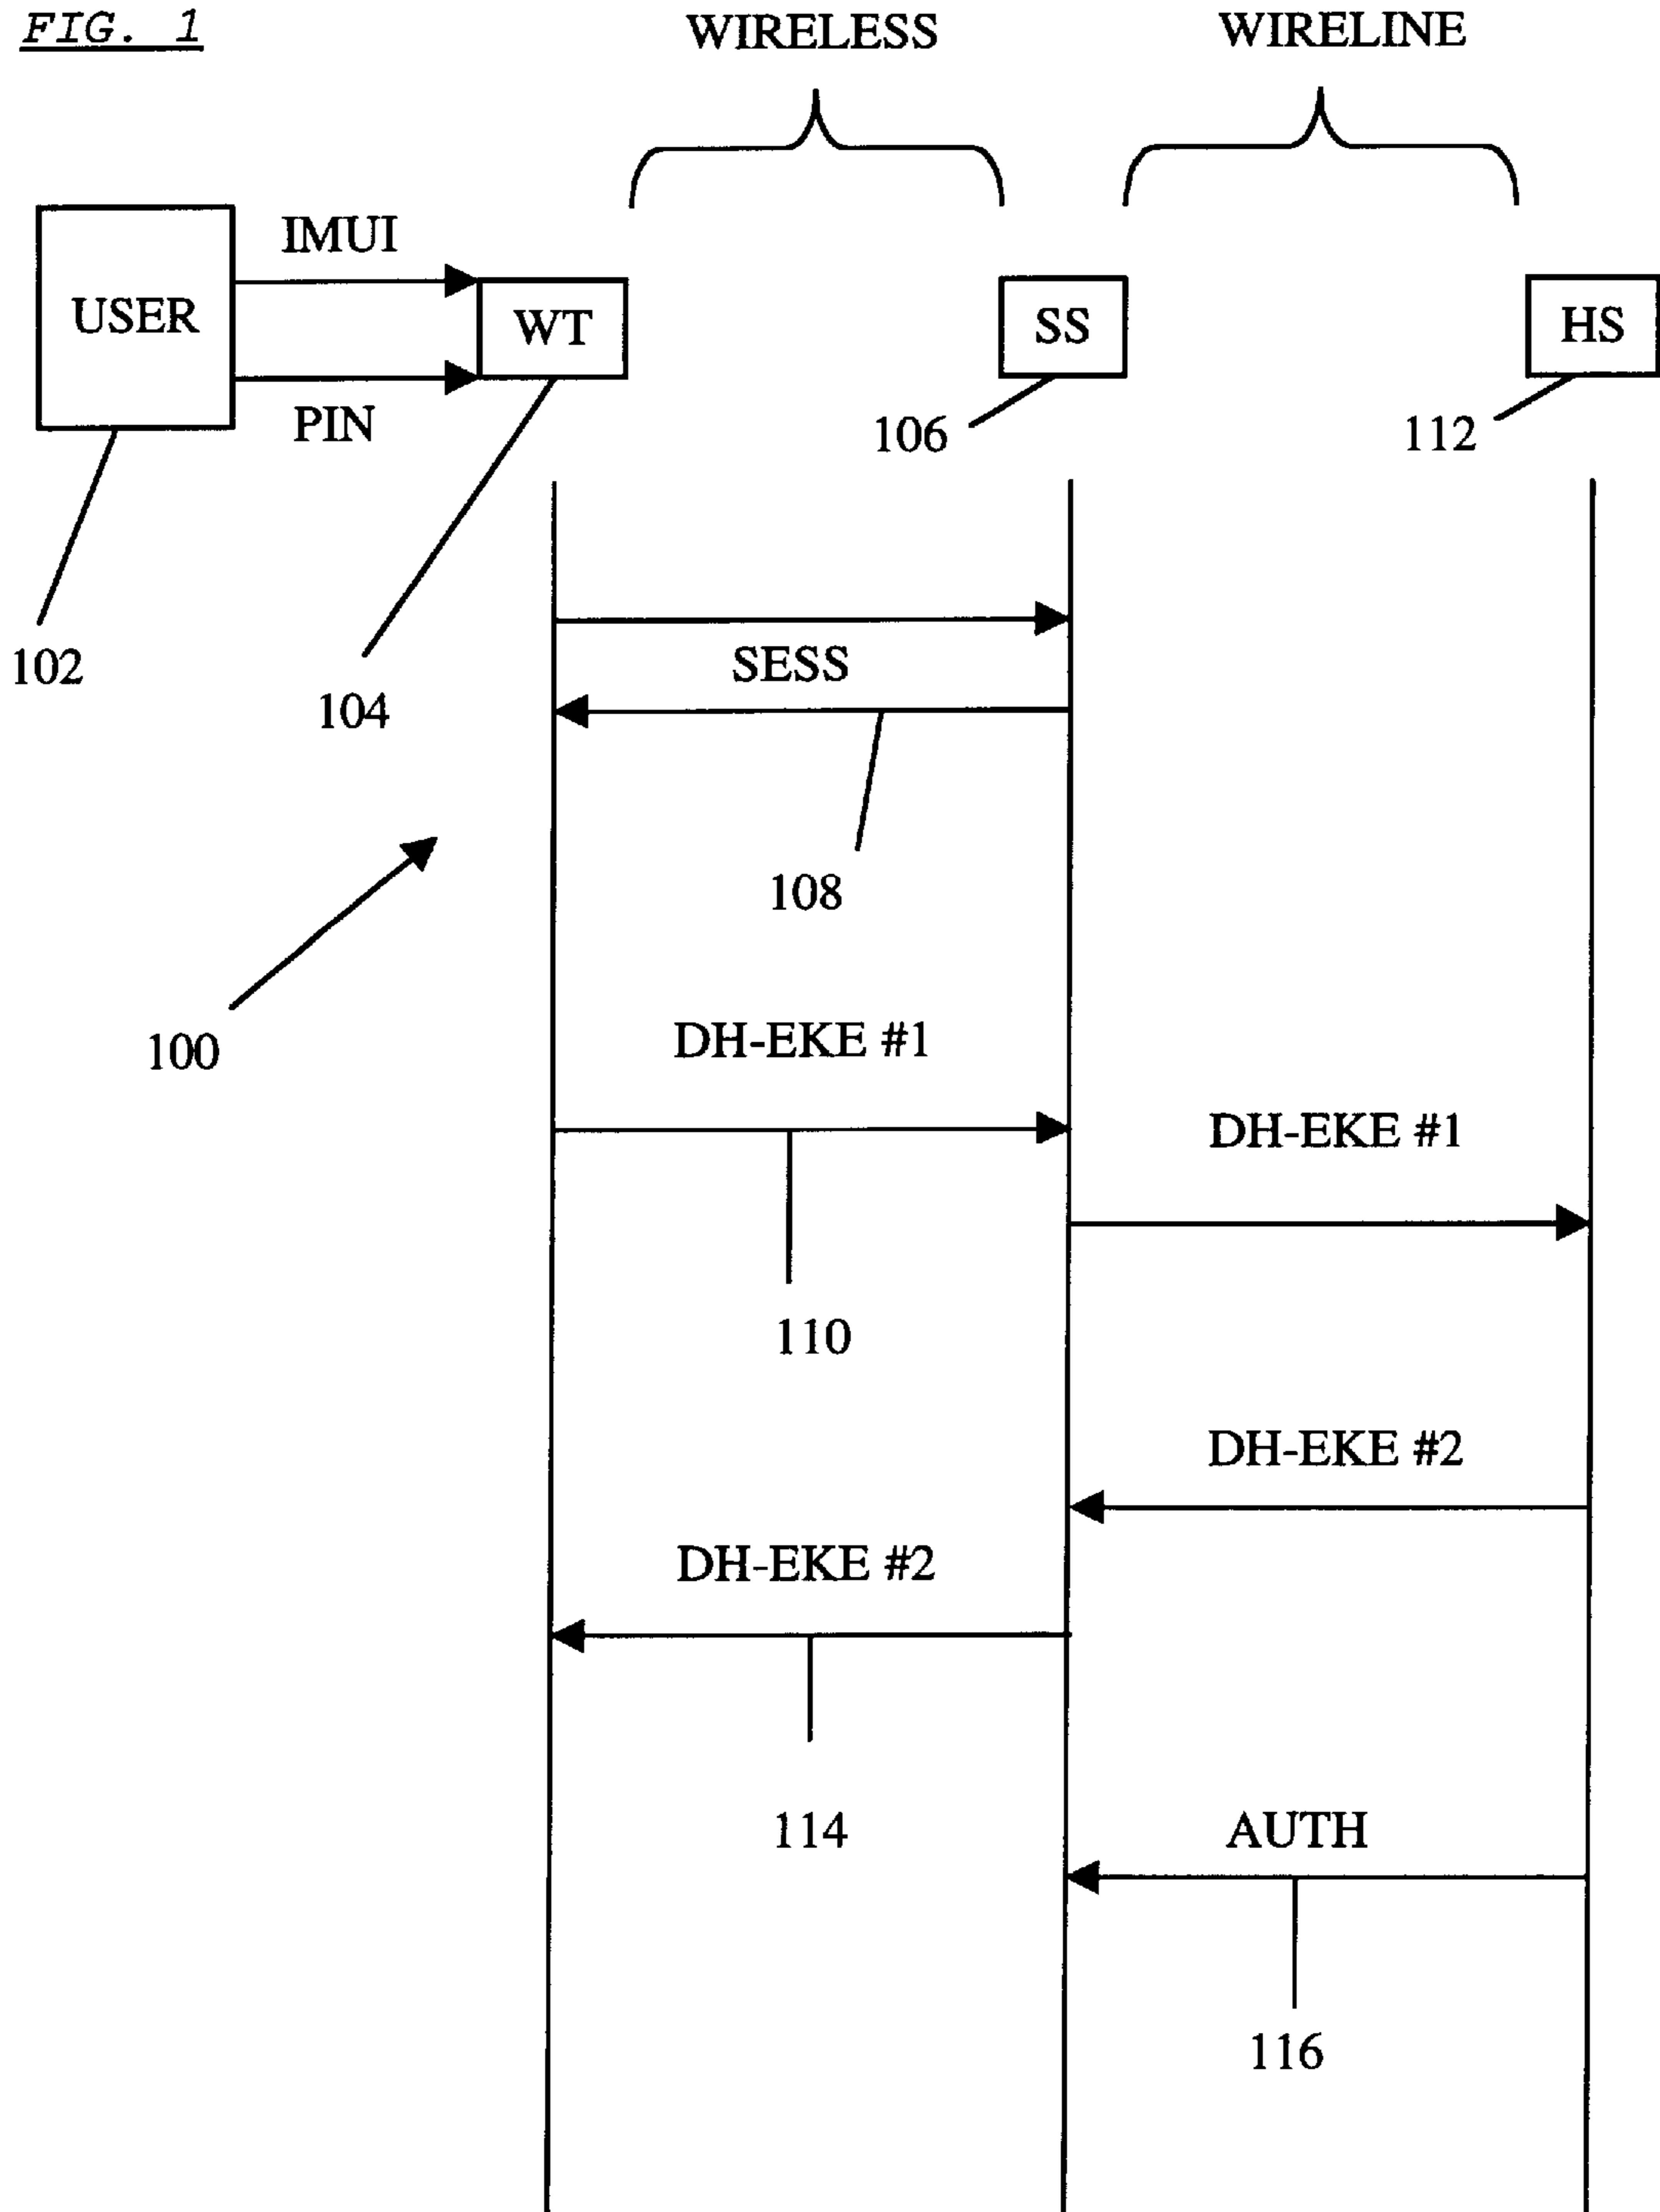 FIG. 1
WIRELESS
WIRELINE
IMUI
USER
WT
SS
HS
PIN
106
112
102
SESS
104
108
100
DH-EKE #1
DH-EKE #1
110
DH-EKE #2
DH-EKE #2
114
AUTH
116